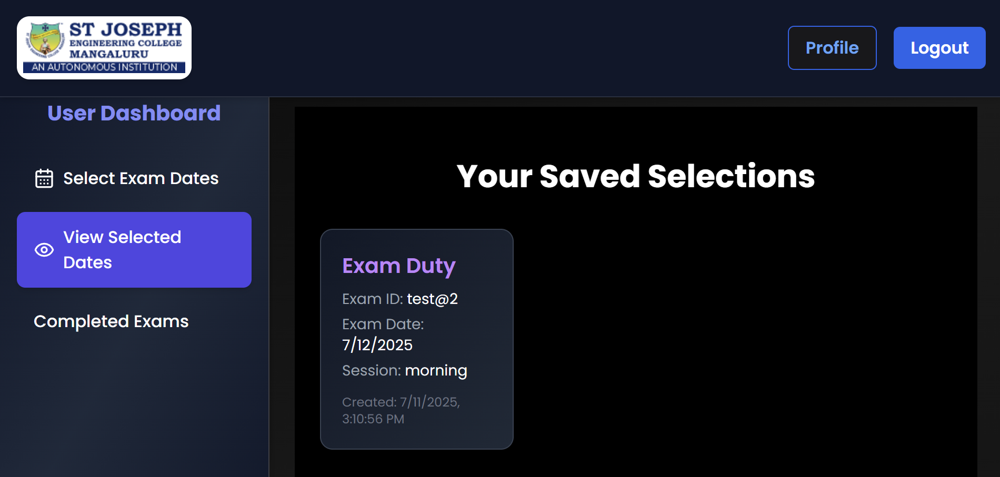 ST JOSEPH
ENGINEERING COLLEGE
MANGALURU
AN AUTONOMOUS INSTITUTION
Profile
Logout
User Dashboard
Select Exam Dates
View Selected
Dates
Completed Exams
Your Saved Selections
Exam Duty
Exam ID: test@2
Exam Date:
7/12/2025
Session: morning
Created: 7/11/2025,
3:10:56 PM